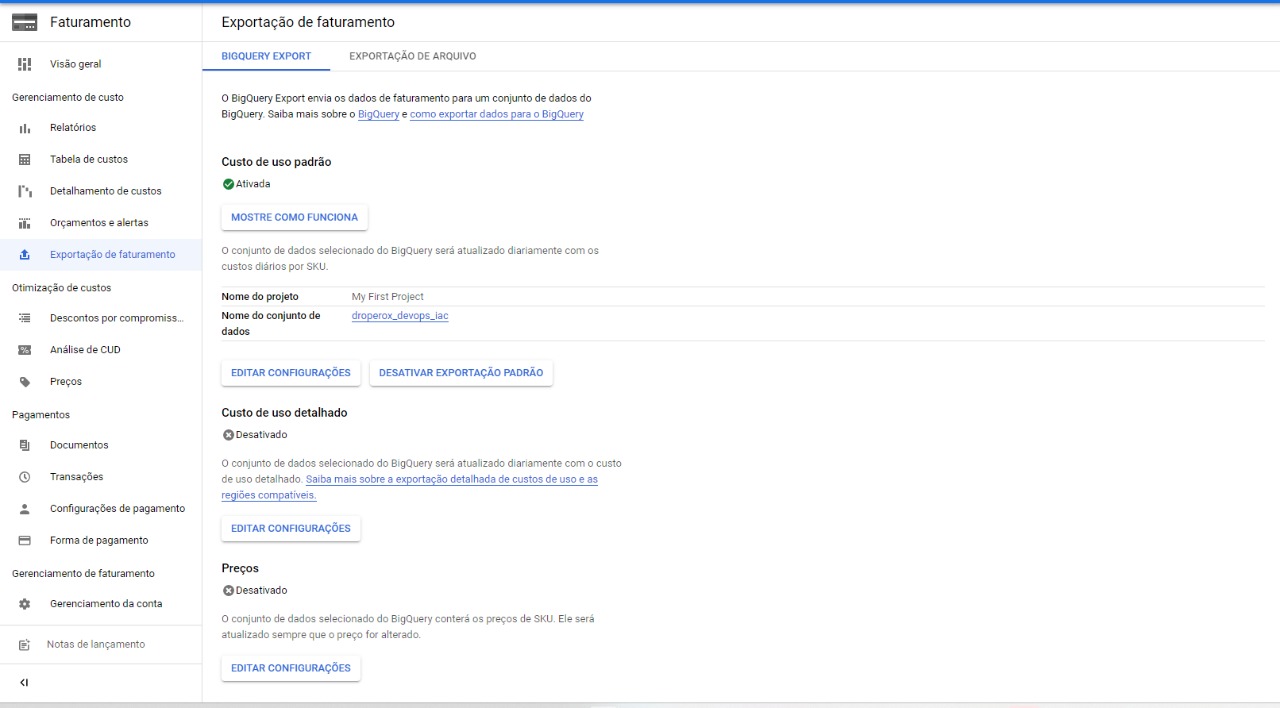 Faturamento
Visão geral
Gerenciamento de custo
Relatórios
Tabela de custos
Detalhamento de custos
Orçamentos e alertas
Exportação de faturamento
Otimização de custos
Descontos por compromiss...
Análise de CUD
Preços
Pagamentos
Documentos
Transações
Configurações de pagamento
Forma de pagamento
Gerenciamento de faturamento
Gerenciamento da conta
Notas de lançamento
Exportação de faturamento
BIGQUERY EXPORT EXPORTAÇÃO DE ARQUIVO
O BigQuery Export envia os dados de faturamento para um conjunto de dados do
BigQuery. Saiba mais sobre o BigQuery e como exportar dados para o BigQuery
Custo de uso padrão
Ativada
MOSTRE COMO FUNCIONA
O conjunto de dados selecionado do BigQuery será atualizado diariamente com os
custos diários por SKU.
Nome do projeto My First Project
Nome do conjunto de droperox_devops_iac
dados
EDITAR CONFIGURAÇÕES DESATIVAR EXPORTAÇÃO PADRÃO
Custo de uso detalhado
Desativado
O conjunto de dados selecionado do BigQuery será atualizado diariamente com o custo
de uso detalhado. Saiba mais sobre a exportação detalhada de custos de uso e as
regiões compatíveis.
EDITAR CONFIGURAÇÕES
Preços
Desativado
O conjunto de dados selecionado do BigQuery conterá os preços de SKU. Ele será
atualizado sempre que o preço for alterado.
EDITAR CONFIGURAÇÕES